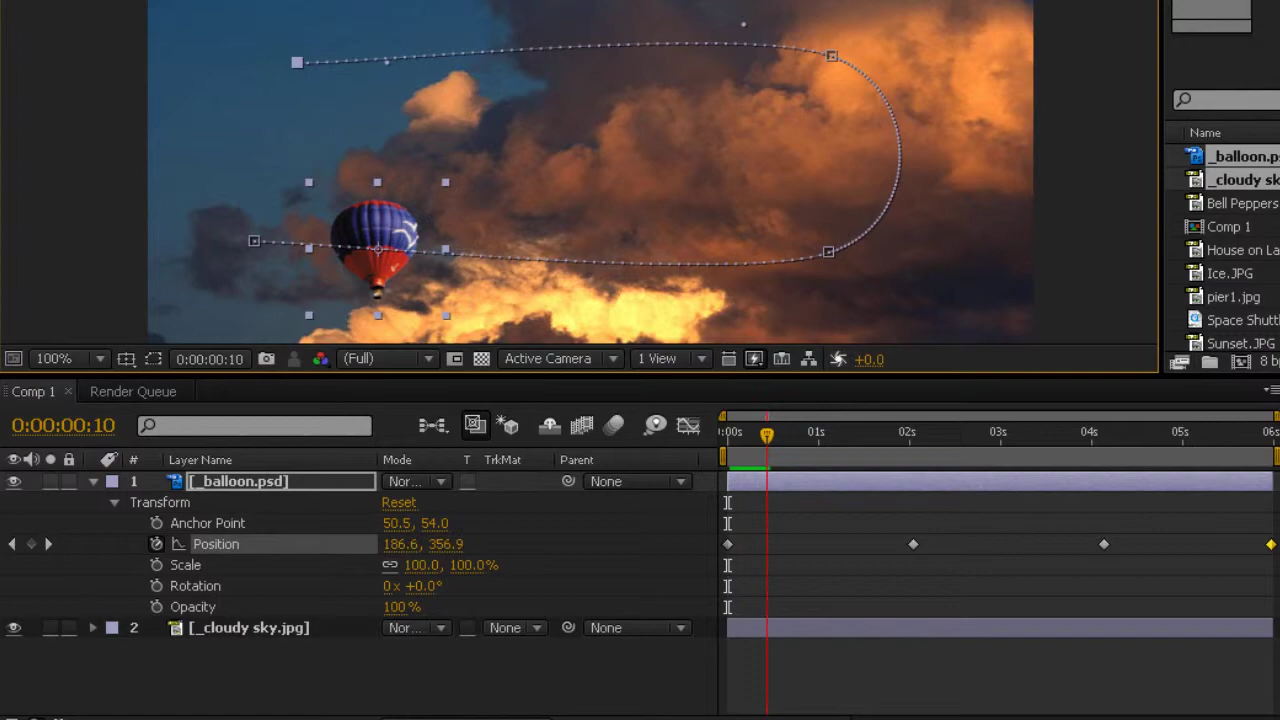 Name
_balloon.ps
_cloudy sk
Bell Peppers
Comp 1
House on La
Ice.JPG
pier1.jpg
Space Shutt
Sunset.JPG
100%
0:00:00:10
(Full)
Active Camera
1 View
+0.0
8 b
Comp 1 ×
Render Queue
0:00:00:10
:00s 01s 02s 03s 04s 05s 06s
# Layer Name Mode T TrkMat Parent
1 [_balloon.psd] Nor... None
Transform Reset
Anchor Point 50.5, 54.0
Position 186.6, 356.9
Scale 100.0, 100.0%
Rotation 0 x +0.0°
Opacity 100 %
2 [_cloudy sky.jpg] Nor... None None